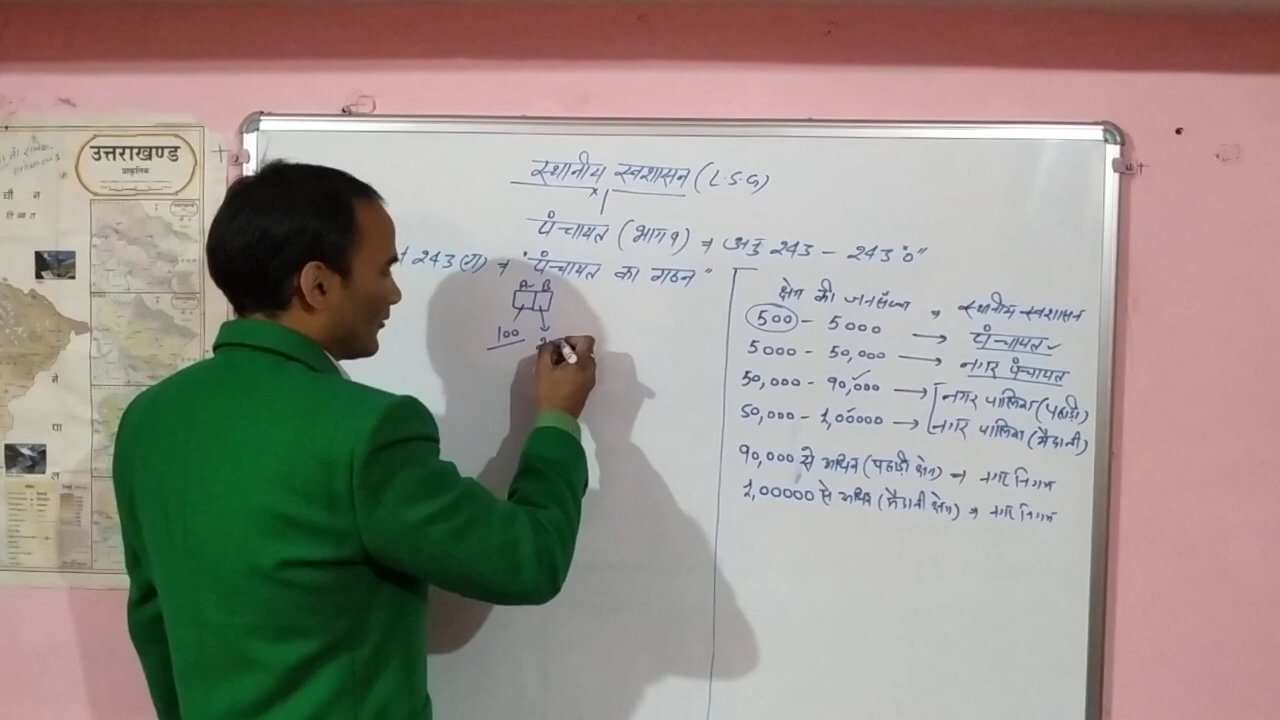 उत्तराखण्ड
प्राकृतिक
ची न
ति ब्ब त
ने
पा
ल
स्थानीय स्वशासन (L.S.G)
पंचायत (भाग 9) → अनु 243 - 243 "0"
243 (ग) → "पंचायत का गठन"
A B
100
क्षेत्र की जनसंख्या → स्थानीय स्वशासन
500 - 5000 → पंचायत
5000 - 50,000 → नगर पंचायत
50,000 - 90,000 → नगर पालिका (पहाड़ी)
50,000 - 1,00000 → नगर पालिका (मैदानी)
90,000 से अधिक (पहाड़ी क्षेत्र) → नगर निगम
1,00000 से अधिक (मैदानी क्षेत्र) → नगर निगम